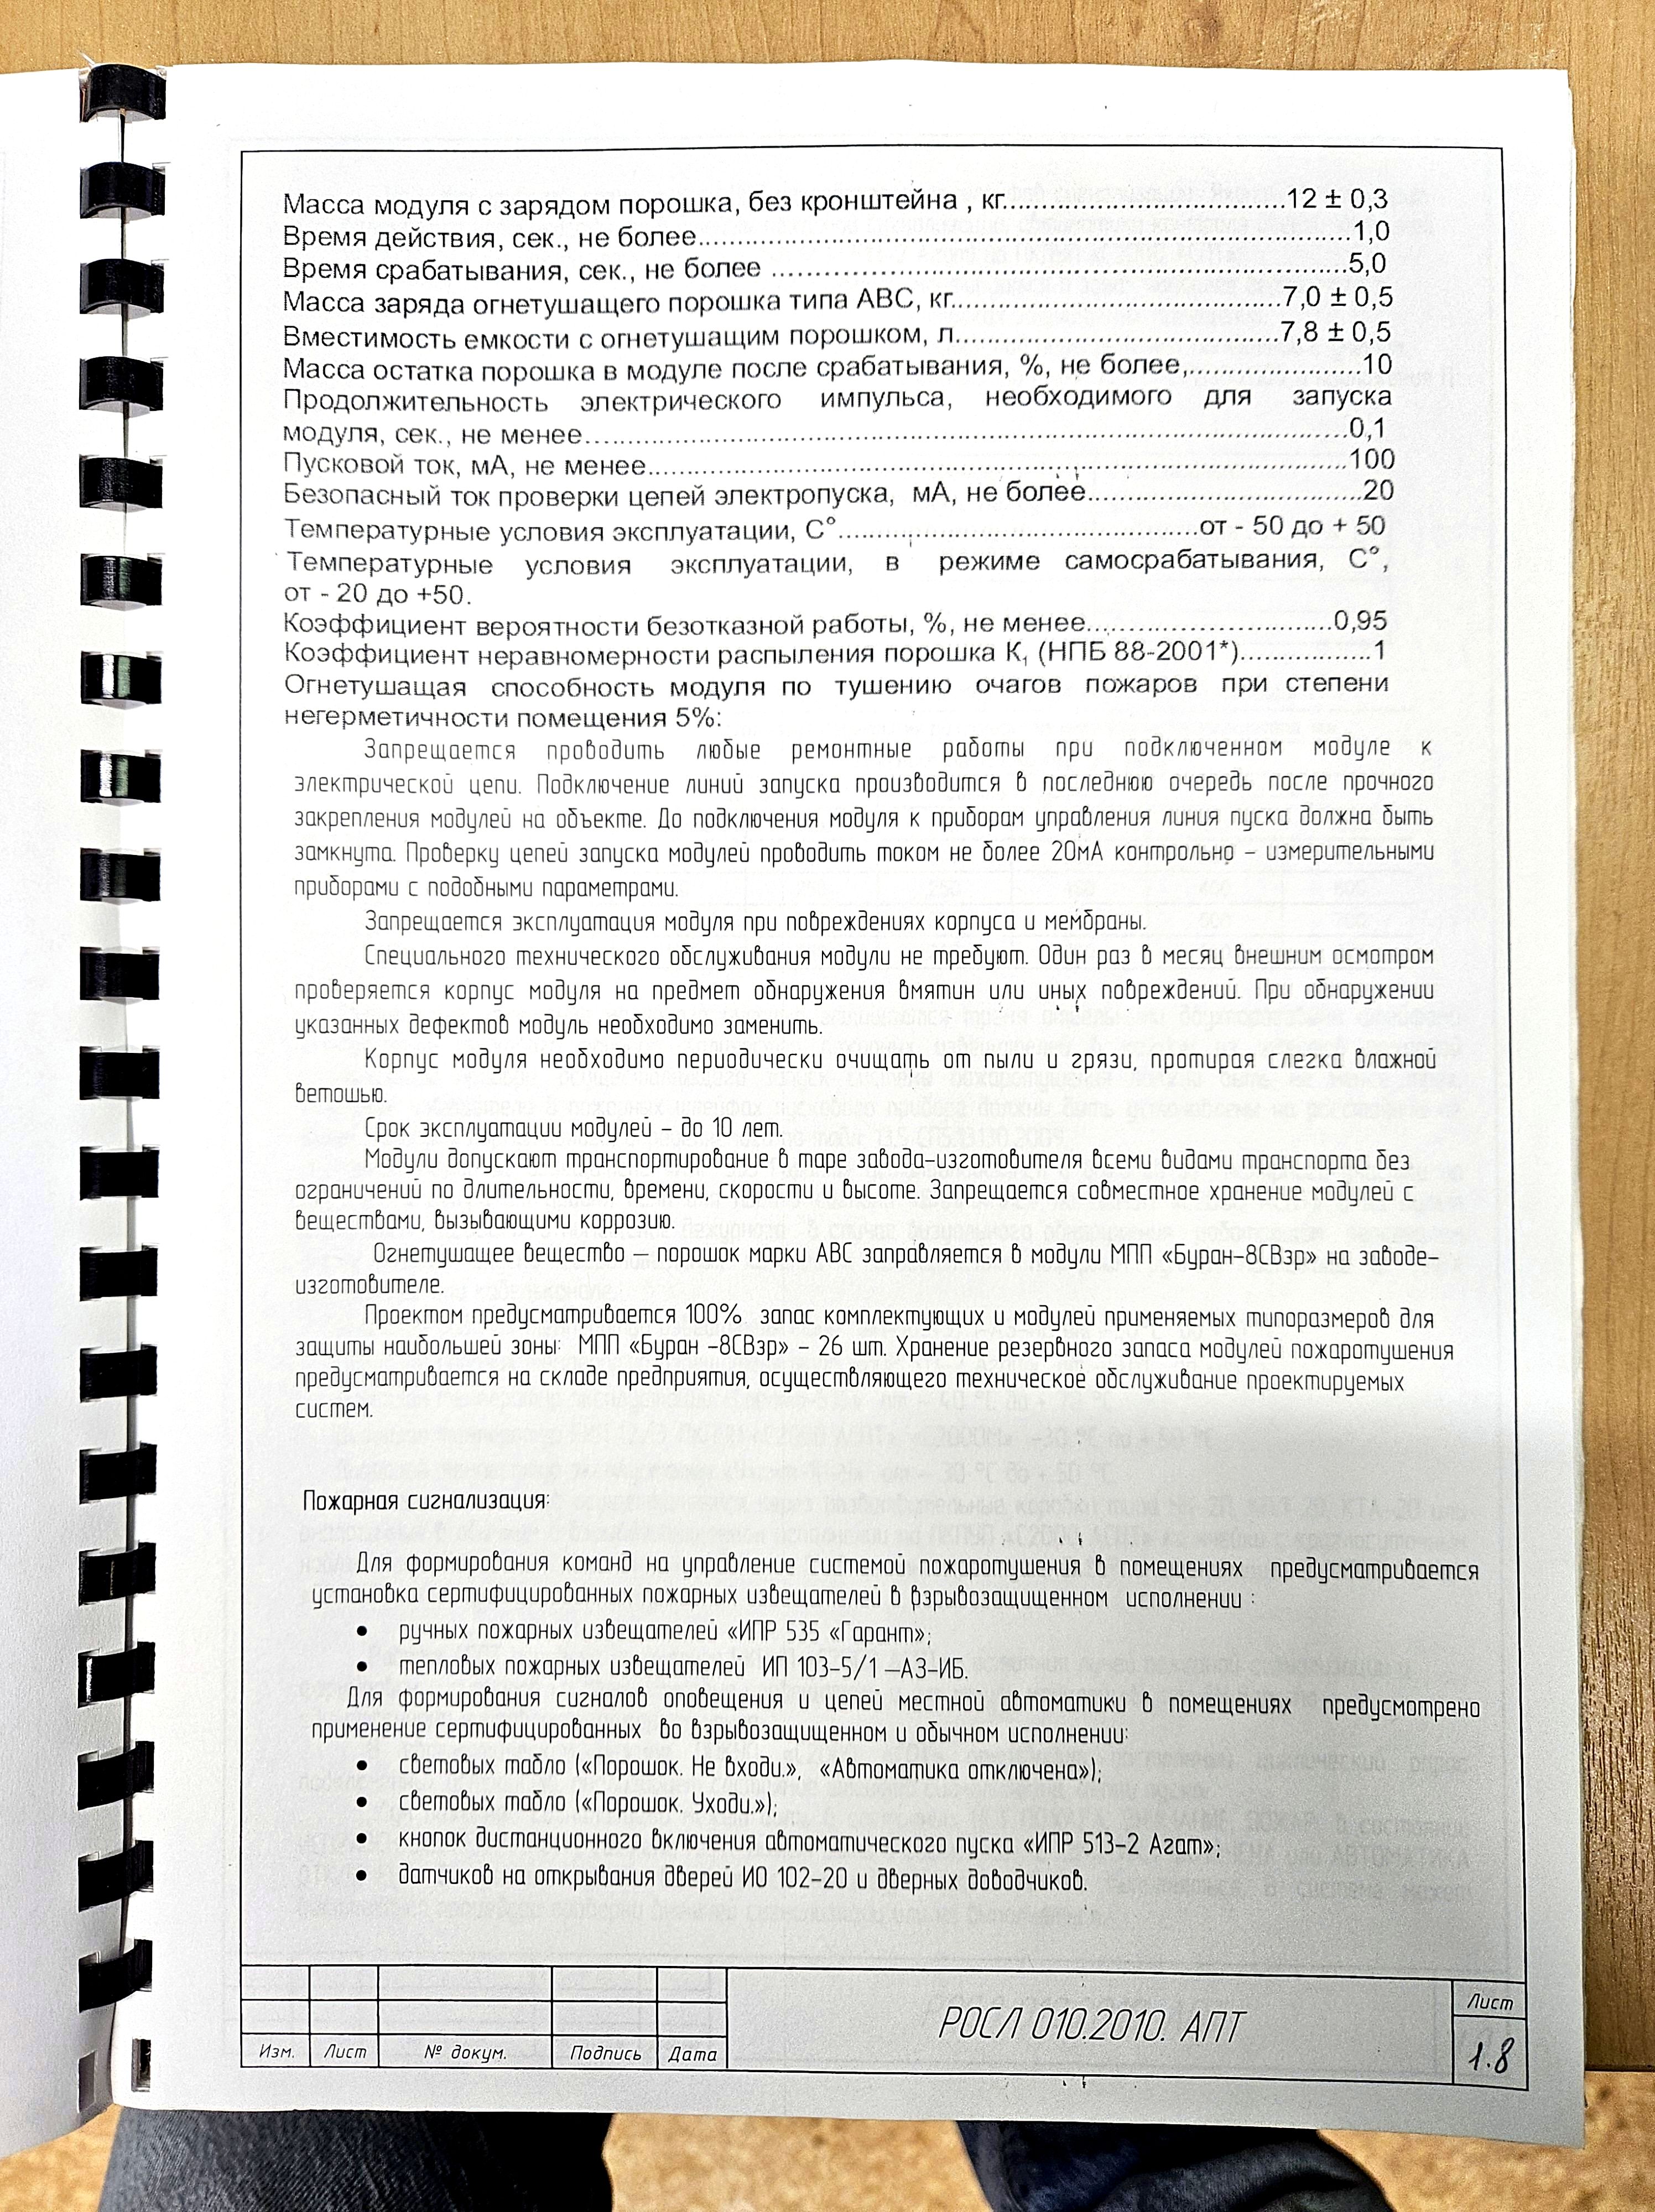 Масса модуля с зарядом порошка, без кронштейна , кг..................................12 ± 0,3
Время действия, сек., не более..............................................................................1,0
Время срабатывания, сек., не более .....................................................................5,0
Масса заряда огнетушащего порошка типа АВС, кг.......................................7,0 ± 0,5
Вместимость емкости с огнетушащим порошком, л.......................................7,8 ± 0,5
Масса остатка порошка в модуле после срабатывания, %, не более,.....................10
Продолжительность электрического импульса, необходимого для запуска
модуля, сек., не менее............................................................................................0,1
Пусковой ток, мА, не менее....................................................................................100
Безопасный ток проверки цепей электропуска, мА, не более.................................20
Температурные условия эксплуатации, С°...........................................от - 50 до + 50
Температурные условия эксплуатации, в режиме самосрабатывания, С°,
от - 20 до +50.
Коэффициент вероятности безотказной работы, %, не менее..............................0,95
Коэффициент неравномерности распыления порошка К₁ (НПБ 88-2001*)................1
Огнетушащая способность модуля по тушению очагов пожаров при степени
негерметичности помещения 5%:
Запрещается проводить любые ремонтные работы при подключенном модуле к
электрической цепи. Подключение линий запуска производится в последнюю очередь после прочного
закрепления модулей на объекте. До подключения модуля к приборам управления линия пуска должна быть
замкнута. Проверку цепей запуска модулей проводить током не более 20мА контрольно – измерительными
приборами с подобными параметрами.
Запрещается эксплуатация модуля при повреждениях корпуса и мембраны.
Специального технического обслуживания модули не требуют. Один раз в месяц внешним осмотром
проверяется корпус модуля на предмет обнаружения вмятин или иных повреждений. При обнаружении
указанных дефектов модуль необходимо заменить.
Корпус модуля необходимо периодически очищать от пыли и грязи, протирая слегка влажной
ветошью.
Срок эксплуатации модулей – до 10 лет.
Модули допускают транспортирование в таре завода-изготовителя всеми видами транспорта без
ограничений по длительности, времени, скорости и высоте. Запрещается совместное хранение модулей с
веществами, вызывающими коррозию.
Огнетушащее вещество — порошок марки АВС заправляется в модули МПП «Буран-8СВзр» на заводе-
изготовителе.
Проектом предусматривается 100% запас комплектующих и модулей применяемых типоразмеров для
защиты наибольшей зоны: МПП «Буран -8СВзр» – 26 шт. Хранение резервного запаса модулей пожаротушения
предусматривается на складе предприятия, осуществляющего техническое обслуживание проектируемых
систем.
Пожарная сигнализация:
Для формирования команд на управление системой пожаротушения в помещениях предусматривается
установка сертифицированных пожарных извещателей в взрывозащищенном исполнении :
• ручных пожарных извещателей «ИПР 535 «Гарант»;
• тепловых пожарных извещателей ИП 103-5/1 –А3-ИБ.
Для формирования сигналов оповещения и цепей местной автоматики в помещениях предусмотрено
применение сертифицированных во взрывозащищенном и обычном исполнении:
• световых табло («Порошок. Не входи.», «Автоматика отключена»);
• световых табло («Порошок. Уходи.»);
• кнопок дистанционного включения автоматического пуска «ИПР 513-2 Агат»;
• датчиков на открывания дверей ИО 102-20 и дверных доводчиков.
РОСЛ 010.2010. АПТ
Лист
1.8
Изм. Лист № докум. Подпись Дата